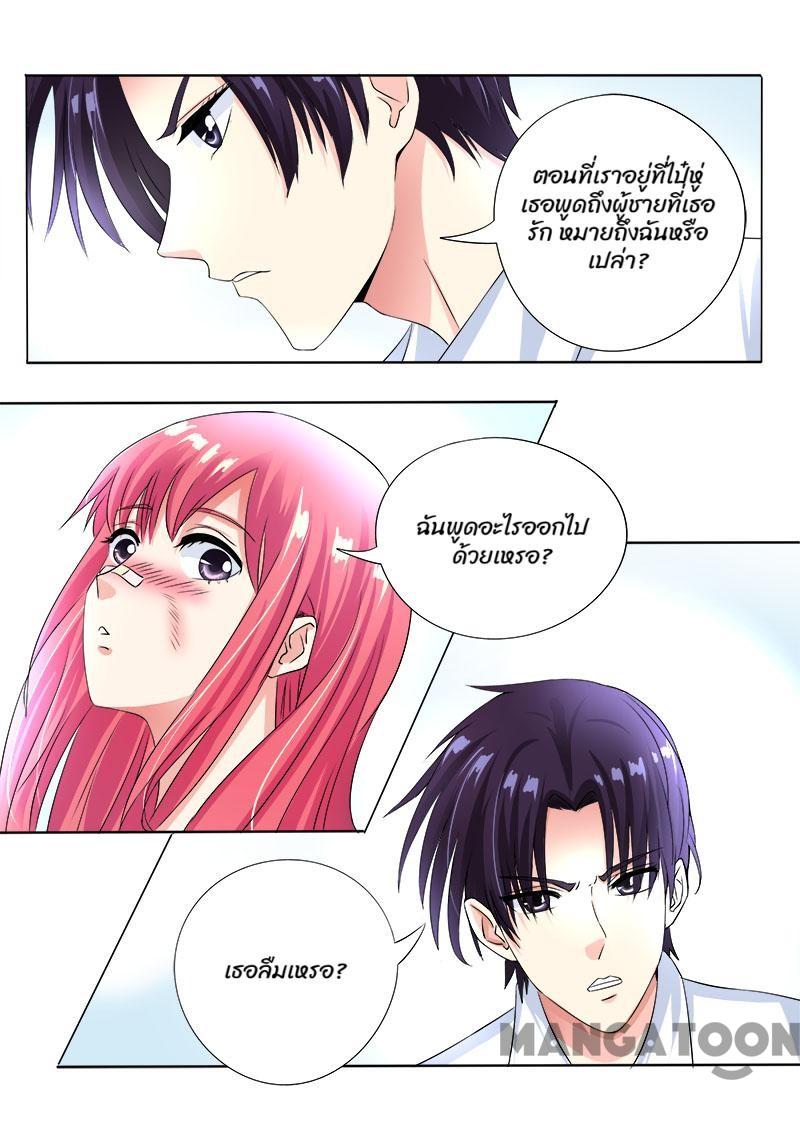 ตอนที่เราอยู่ที่ไป๋หู่
เธอพูดถึงผู้ชายที่เธอ
รัก หมายถึงฉันหรือ
เปล่า?
ฉันพูดอะไรออกไป
ด้วยเหรอ?
เธอลืมเหรอ?
MANGATOON